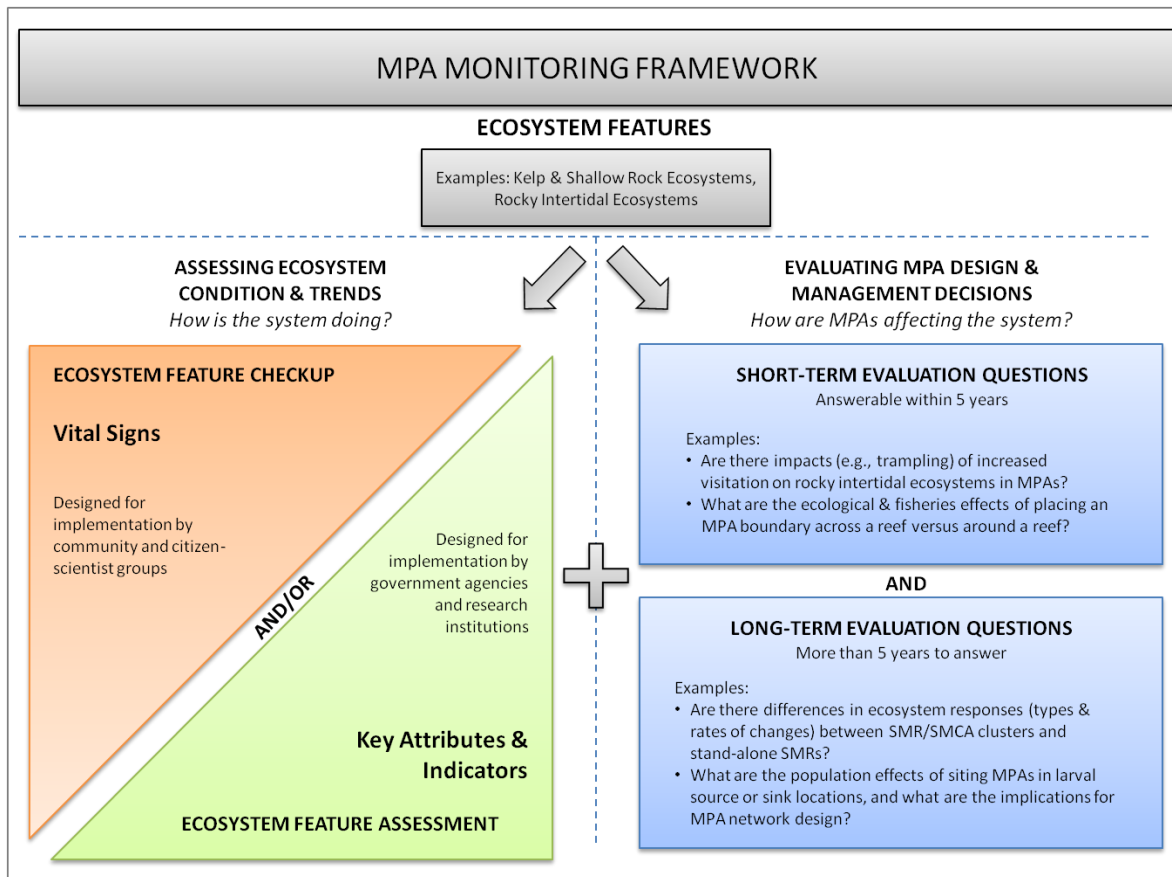 MPA MONITORING FRAMEWORK
ECOSYSTEM FEATURES
Examples: Kelp & Shallow Rock Ecosystems,
Rocky Intertidal Ecosystems
ASSESSING ECOSYSTEM
CONDITION & TRENDS
How is the system doing?
ECOSYSTEM FEATURE CHECKUP
Vital Signs
Designed for
implementation by
community and citizen-
scientist groups
AND/OR
Designed for
implementation by
government agencies
and research
institutions
Key Attributes &
Indicators
ECOSYSTEM FEATURE ASSESSMENT
EVALUATING MPA DESIGN &
MANAGEMENT DECISIONS
How are MPAs affecting the system?
SHORT-TERM EVALUATION QUESTIONS
Answerable within 5 years
Examples:
• Are there impacts (e.g., trampling) of increased
visitation on rocky intertidal ecosystems in MPAs?
• What are the ecological & fisheries effects of placing an
MPA boundary across a reef versus around a reef?
AND
LONG-TERM EVALUATION QUESTIONS
More than 5 years to answer
Examples:
• Are there differences in ecosystem responses (types &
rates of changes) between SMR/SMCA clusters and
stand-alone SMRs?
• What are the population effects of siting MPAs in larval
source or sink locations, and what are the implications for
MPA network design?